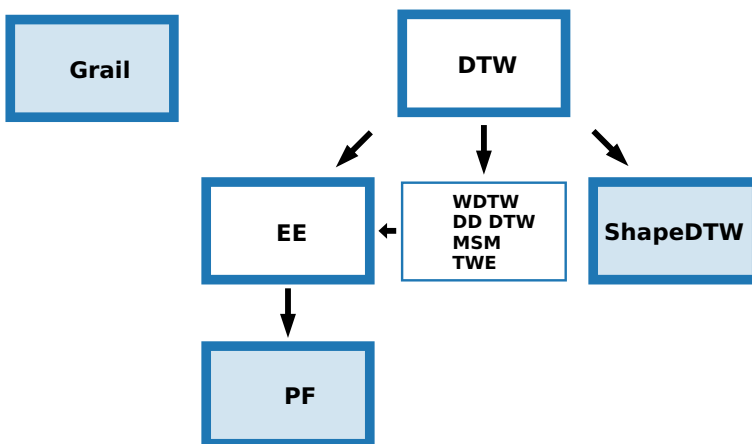 Grail
DTW
EE
WDTW
DD DTW
MSM
TWE
ShapeDTW
PF